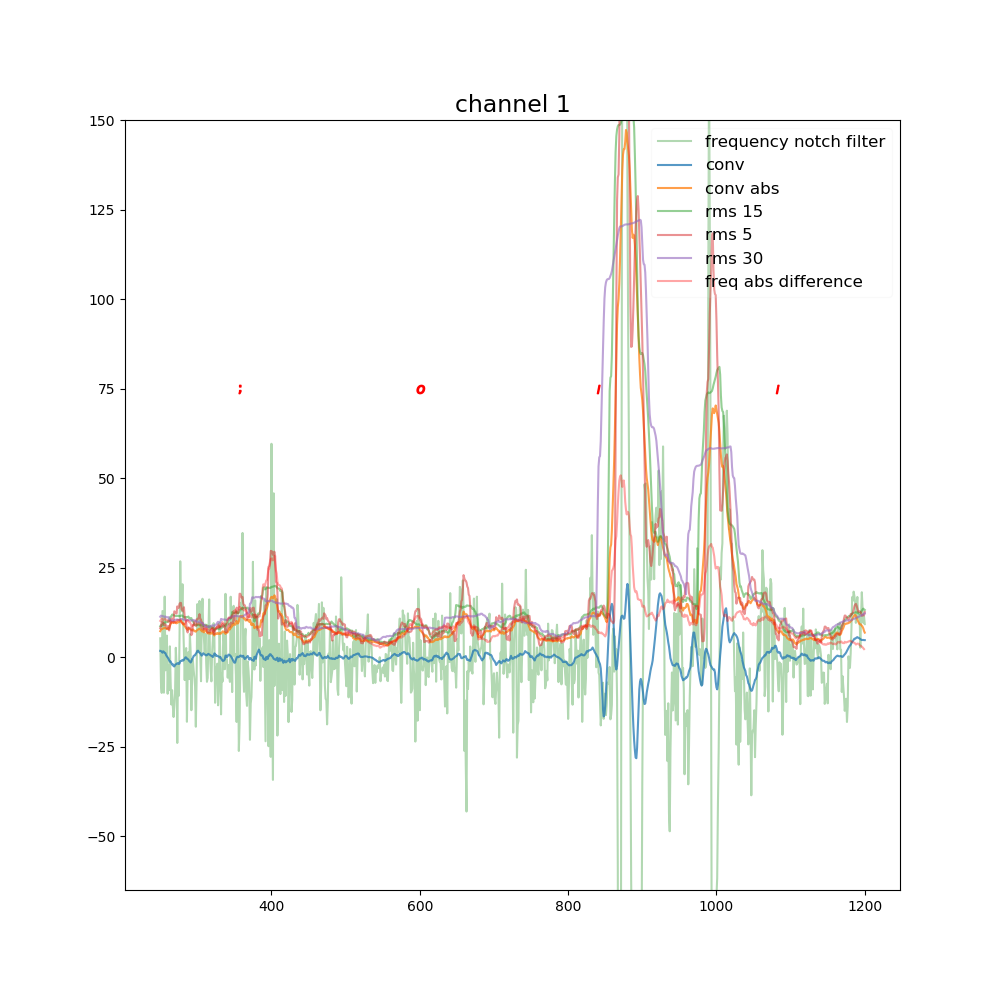 channel 1
150
frequency notch filter
conv
conv abs
rms 15
rms 5
rms 30
freq abs difference
125
100
75
; o l l
50
25
0
−25
−50
400 600 800 1000 1200